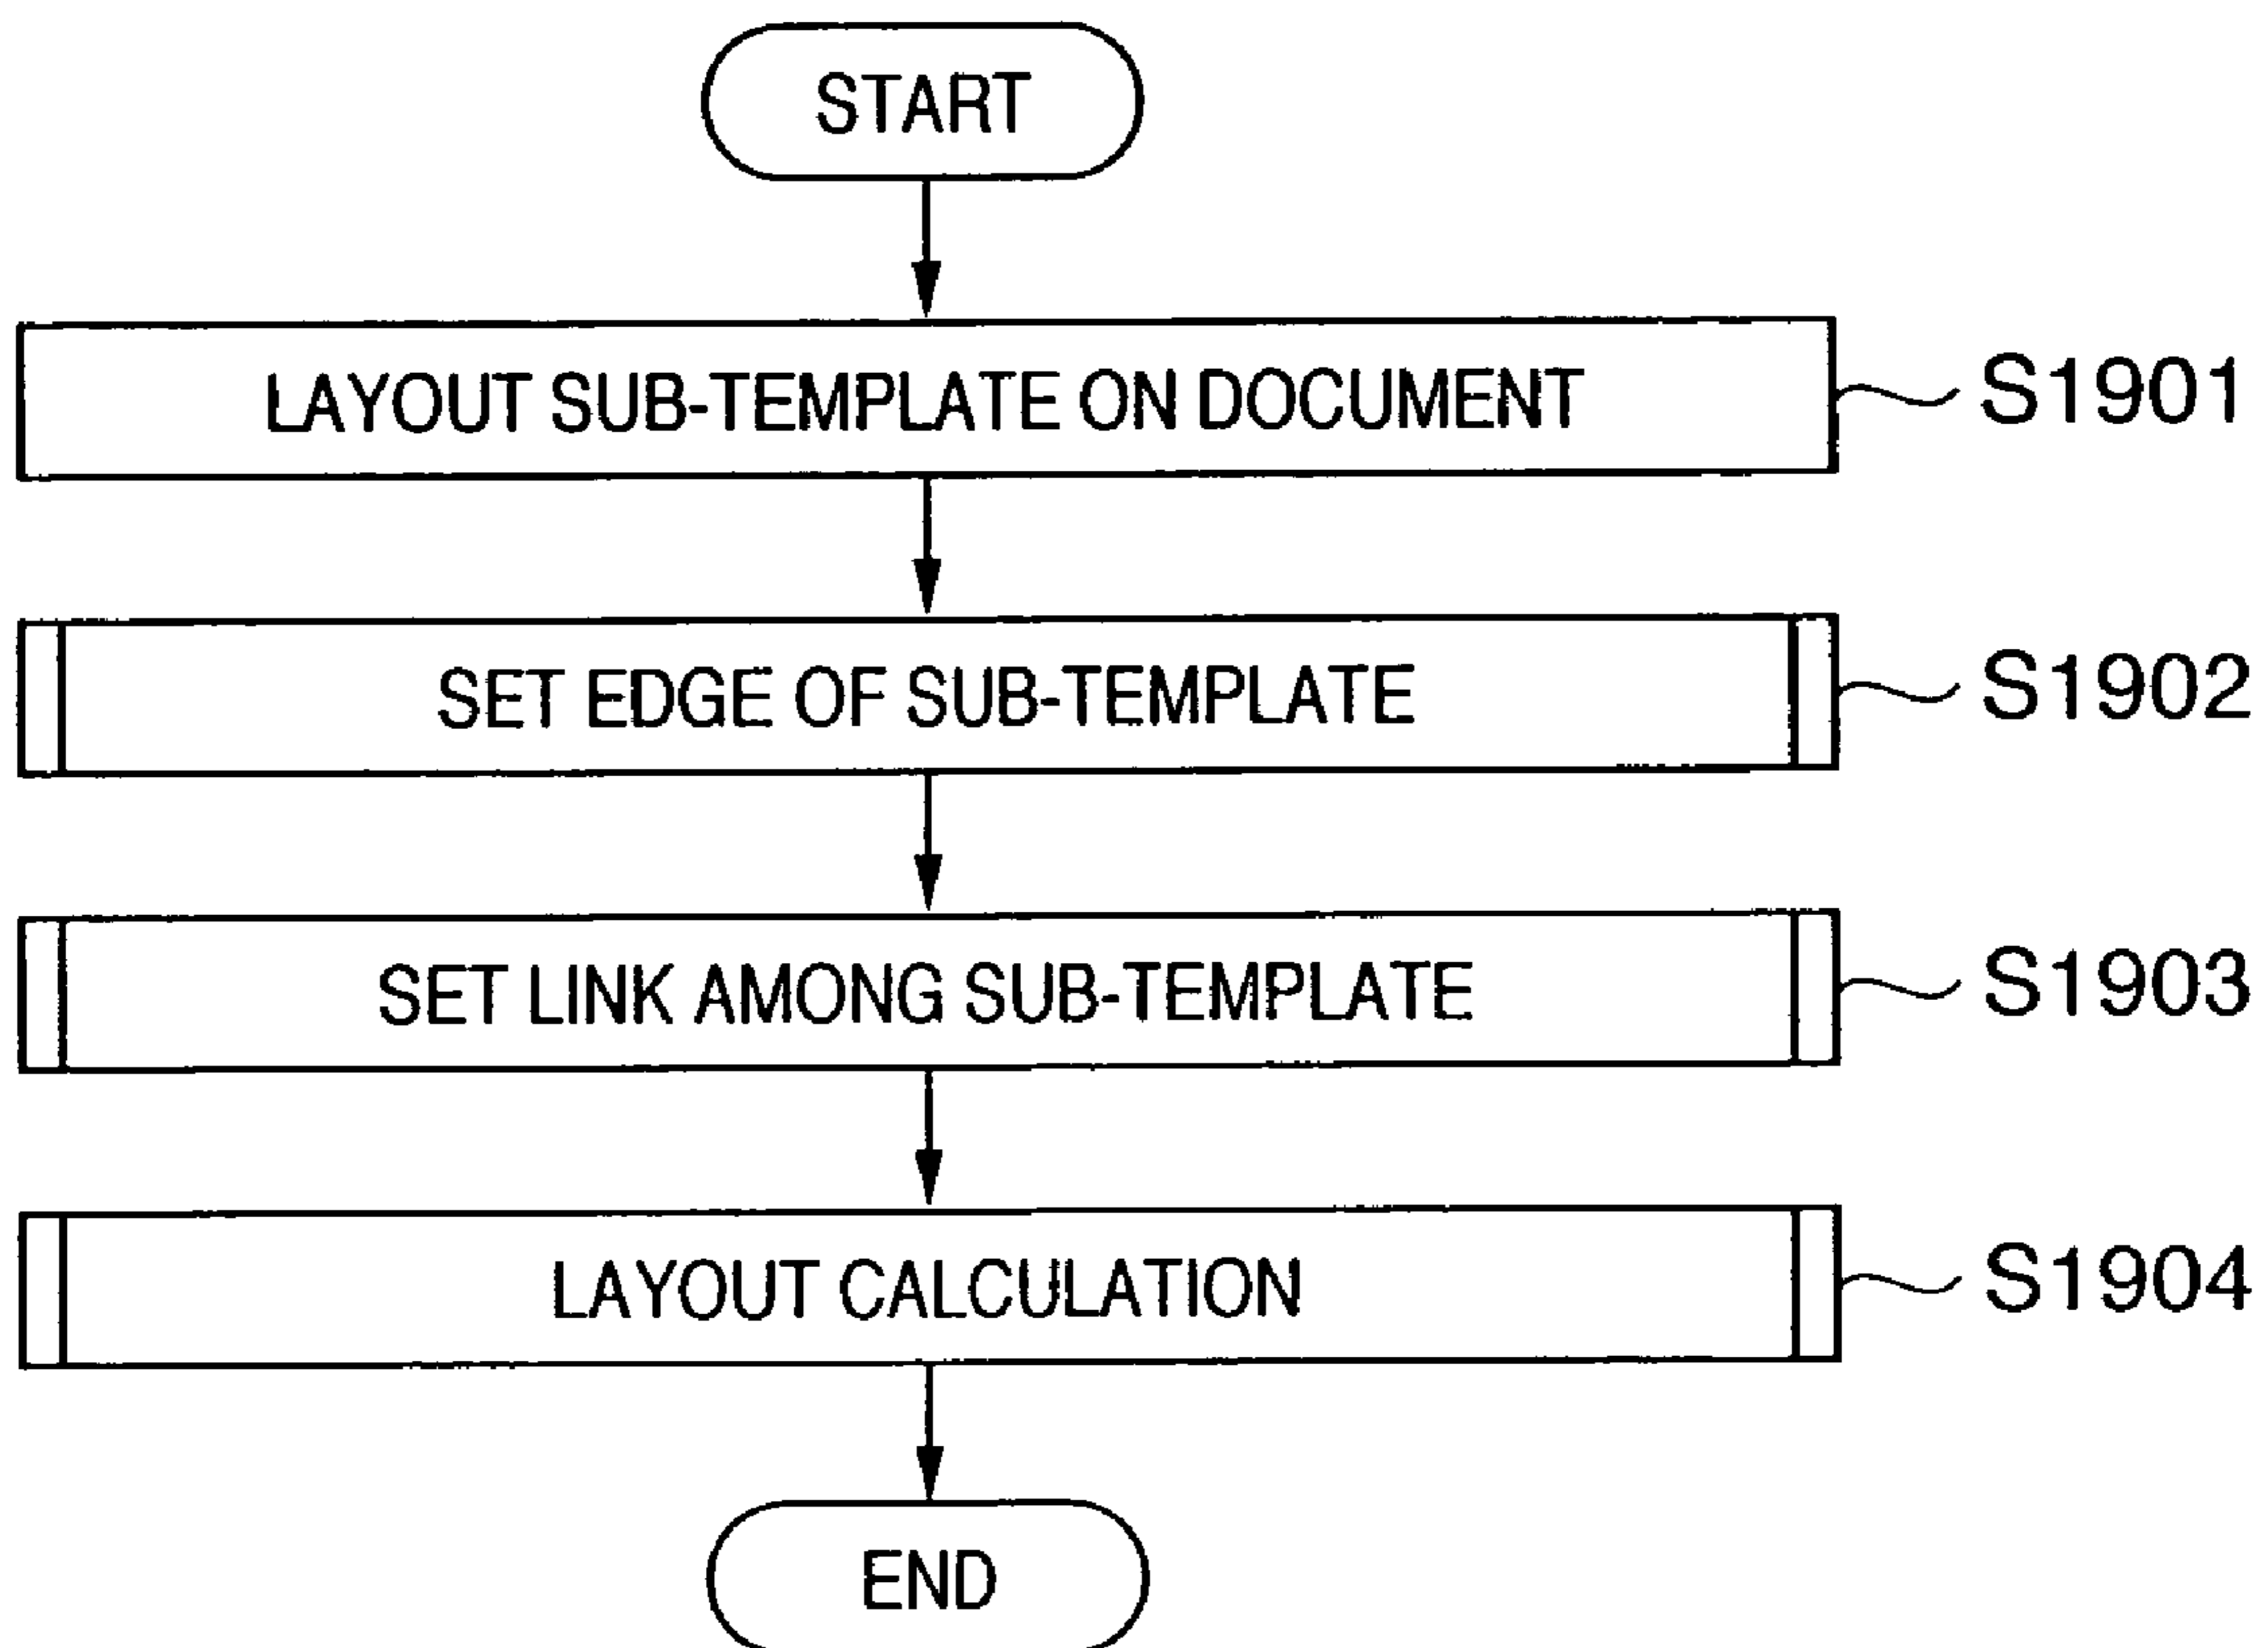 START
LAYOUT SUB-TEMPLATE ON DOCUMENT S1901
SET EDGE OF SUB-TEMPLATE S1902
SET LINK AMONG SUB-TEMPLATE S1903
LAYOUT CALCULATION S1904
END